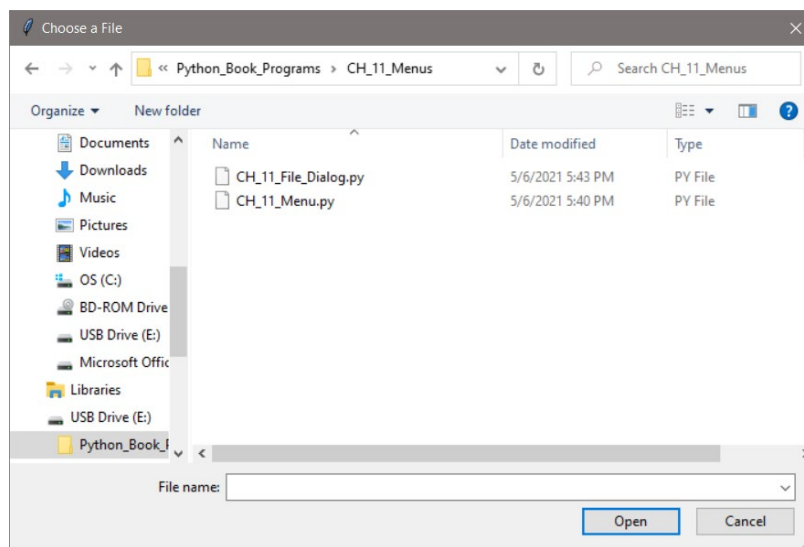 Choose a File
« Python_Book_Programs > CH_11_Menus
Search CH_11_Menus
Organize
New folder
Documents
Downloads
Music
Pictures
Videos
OS (C:)
BD-ROM Drive
USB Drive (E:)
Microsoft Offic
Libraries
USB Drive (E:)
Python_Book_P
Name Date modified Type
CH_11_File_Dialog.py 5/6/2021 5:43 PM PY File
CH_11_Menu.py 5/6/2021 5:40 PM PY File
File name:
Open Cancel